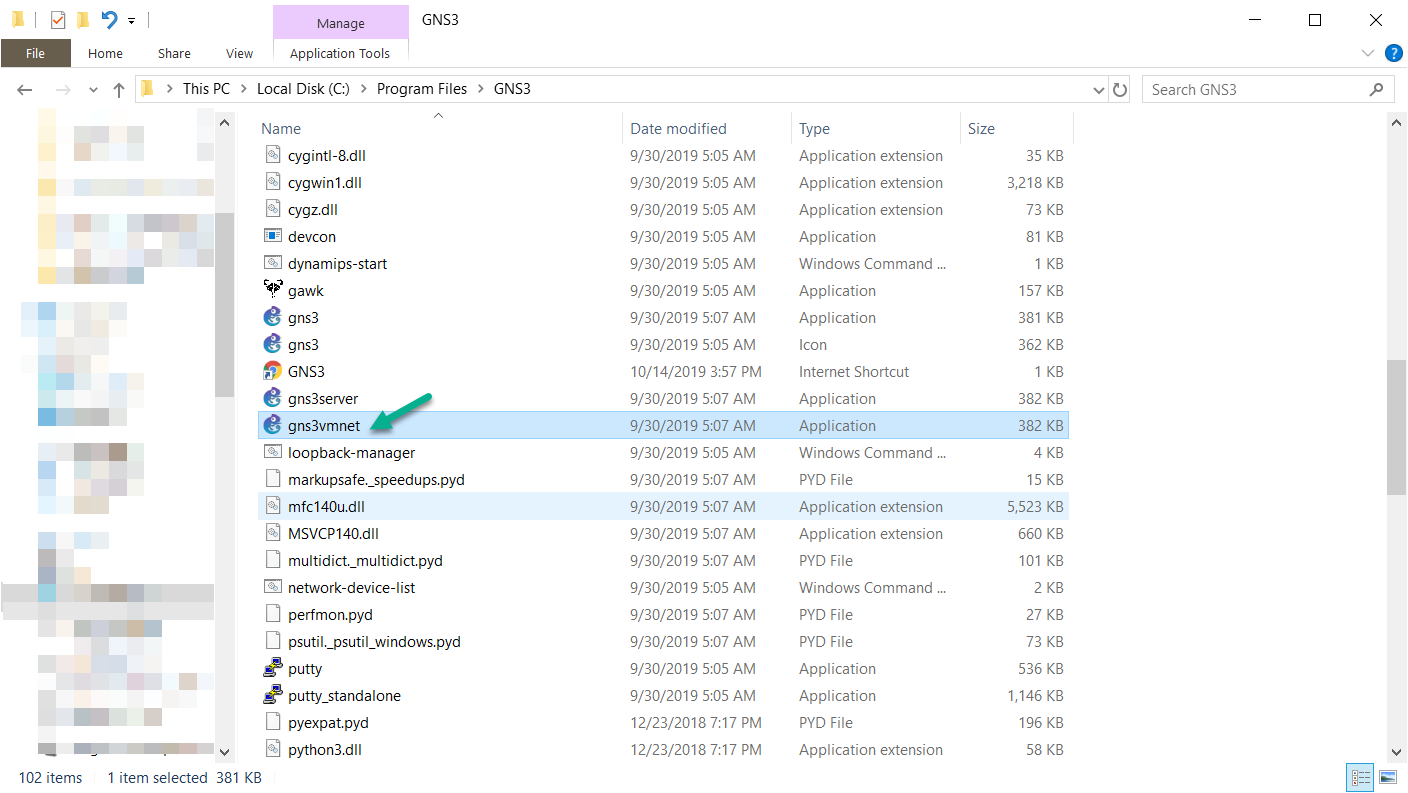 Manage
GNS3
File
Home
Share
View
Application Tools
This PC > Local Disk (C:) > Program Files > GNS3
Search GNS3
Name Date modified Type Size
cygintl-8.dll 9/30/2019 5:05 AM Application extension 35 KB
cygwin1.dll 9/30/2019 5:05 AM Application extension 3,218 KB
cygz.dll 9/30/2019 5:05 AM Application extension 73 KB
devcon 9/30/2019 5:05 AM Application 81 KB
dynamips-start 9/30/2019 5:05 AM Windows Command ... 1 KB
gawk 9/30/2019 5:05 AM Application 157 KB
gns3 9/30/2019 5:07 AM Application 381 KB
gns3 9/30/2019 5:05 AM Icon 362 KB
GNS3 10/14/2019 3:57 PM Internet Shortcut 1 KB
gns3server 9/30/2019 5:07 AM Application 382 KB
gns3vmnet 9/30/2019 5:07 AM Application 382 KB
loopback-manager 9/30/2019 5:05 AM Windows Command ... 4 KB
markupsafe._speedups.pyd 9/30/2019 5:07 AM PYD File 15 KB
mfc140u.dll 9/30/2019 5:07 AM Application extension 5,523 KB
MSVCP140.dll 9/30/2019 5:07 AM Application extension 660 KB
multidict._multidict.pyd 9/30/2019 5:07 AM PYD File 101 KB
network-device-list 9/30/2019 5:05 AM Windows Command ... 2 KB
perfmon.pyd 9/30/2019 5:07 AM PYD File 27 KB
psutil._psutil_windows.pyd 9/30/2019 5:07 AM PYD File 73 KB
putty 9/30/2019 5:05 AM Application 536 KB
putty_standalone 9/30/2019 5:05 AM Application 1,146 KB
pyexpat.pyd 12/23/2018 7:17 PM PYD File 196 KB
python3.dll 12/23/2018 7:17 PM Application extension 58 KB
102 items 1 item selected 381 KB